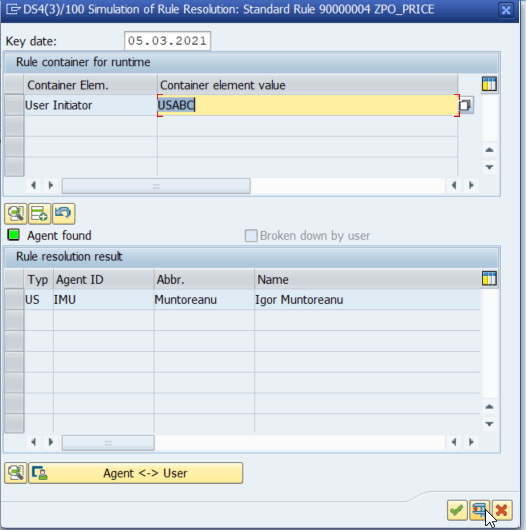 DS4(3)/100 Simulation of Rule Resolution: Standard Rule 90000004 ZPO_PRICE
Key date: 05.03.2021
Rule container for runtime
Container Elem. Container element value
User Initiator USABC
Agent found Broken down by user
Rule resolution result
Typ Agent ID Abbr. Name
US IMU Muntoreanu Igor Muntoreanu
Agent <-> User